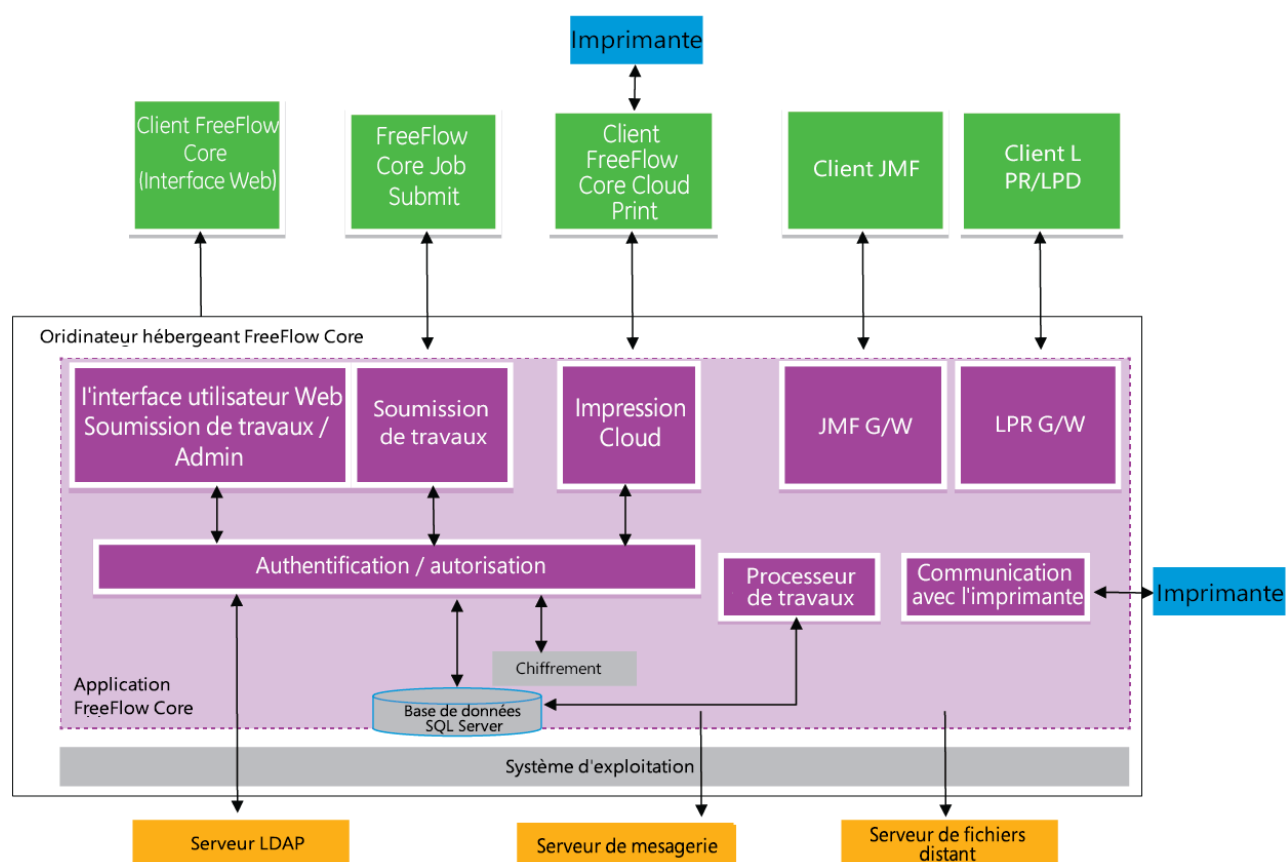 Imprimante
Client FreeFlow
Core
(Interface Web)
FreeFlow
Core Job
Submit
Client
FreeFlow
Core Cloud
Print
Client JMF
Client L
PR/LPD
Oridinateur hébergeant FreeFlow Core
l'interface utilisateur Web
Soumission de travaux /
Admin
Soumission
de travaux
Impression
Cloud
JMF G/W
LPR G/W
Authentification / autorisation
Processeur
de travaux
Communication
avec l'imprimante
Imprimante
Chiffrement
Application
FreeFlow Core
Base de données
SQL Server
Système d'exploitation
Serveur LDAP
Serveur de mesagerie
Serveur de fichiers
distant